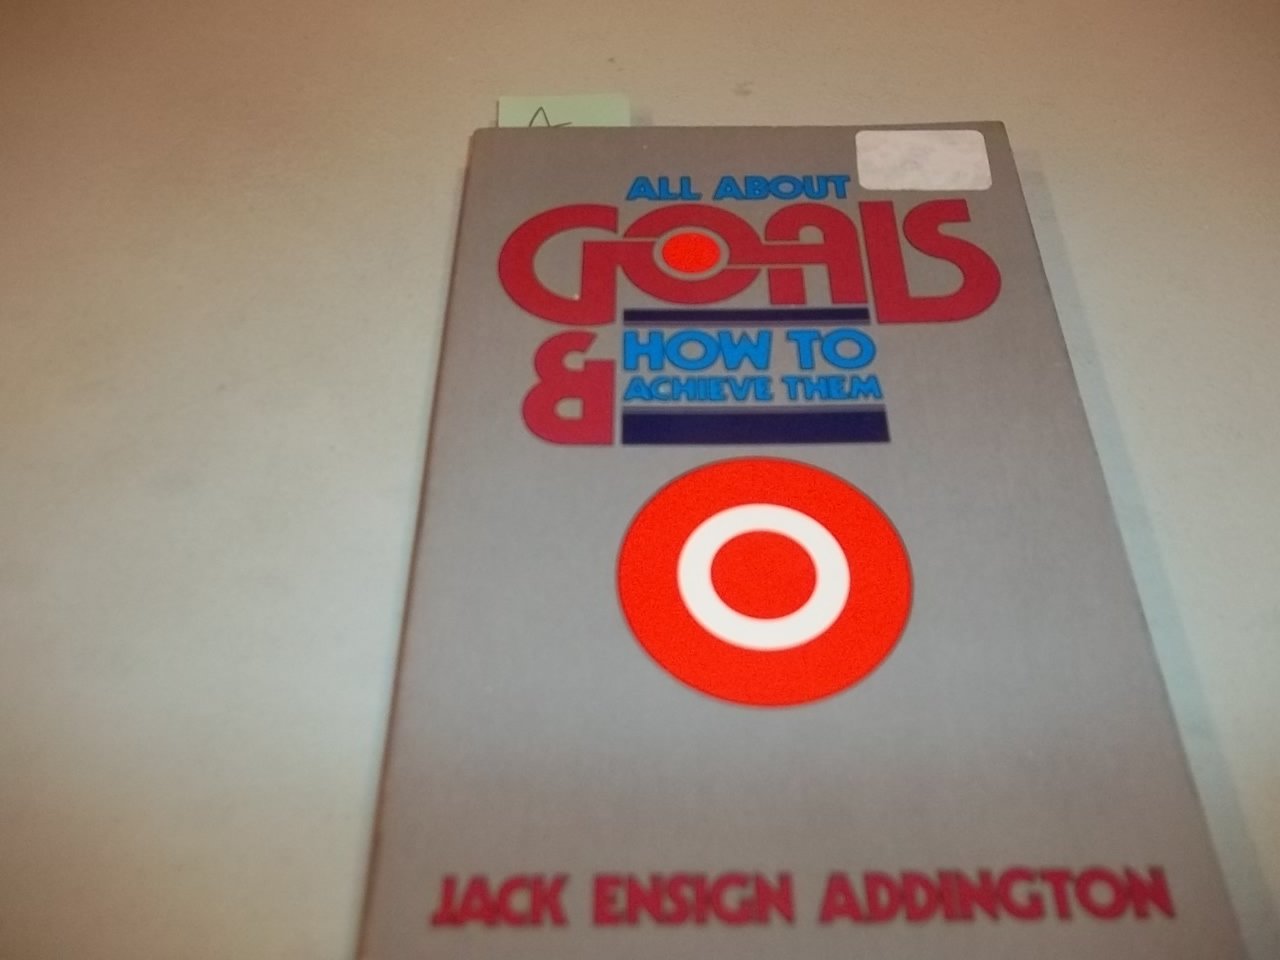 ALL ABOUT
GOALS
& HOW TO
ACHIEVE THEM
JACK ENSIGN ADDINGTON